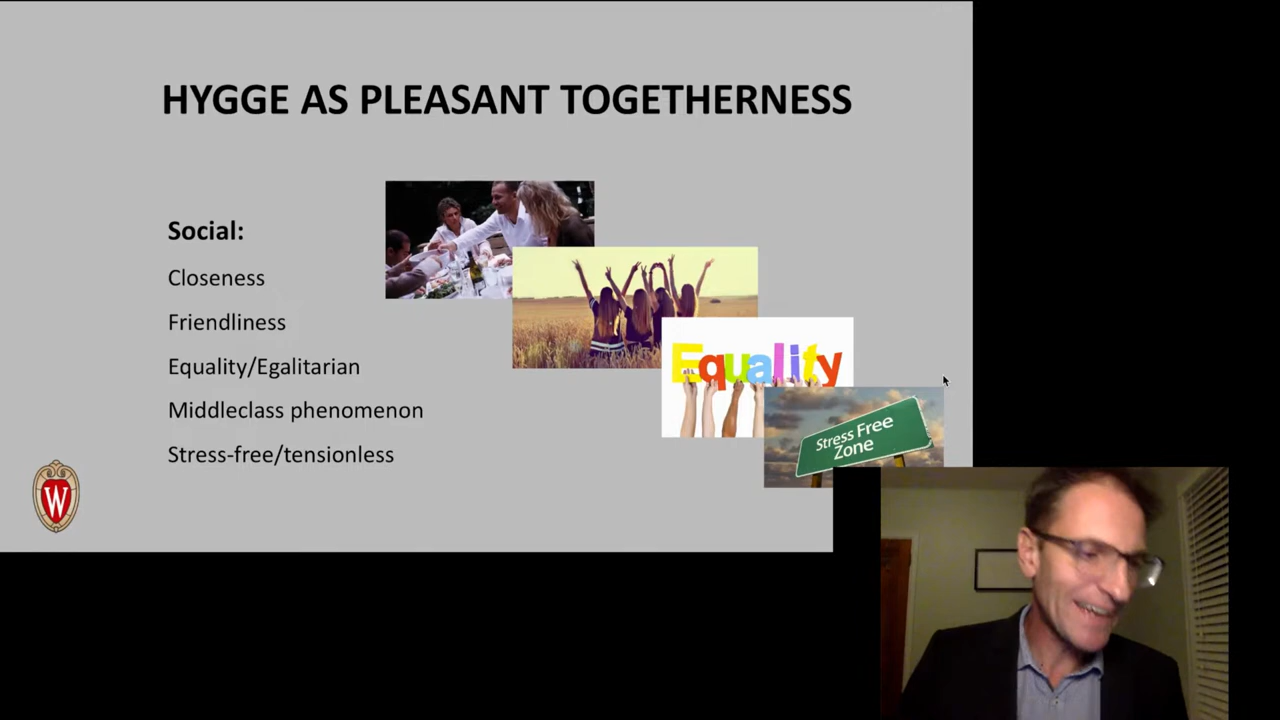 HYGGE AS PLEASANT TOGETHERNESS
Social:
Closeness
Friendliness
Equality/Egalitarian
Middleclass phenomenon
Stress-free/tensionless
Equality
Stress Free
Zone
W